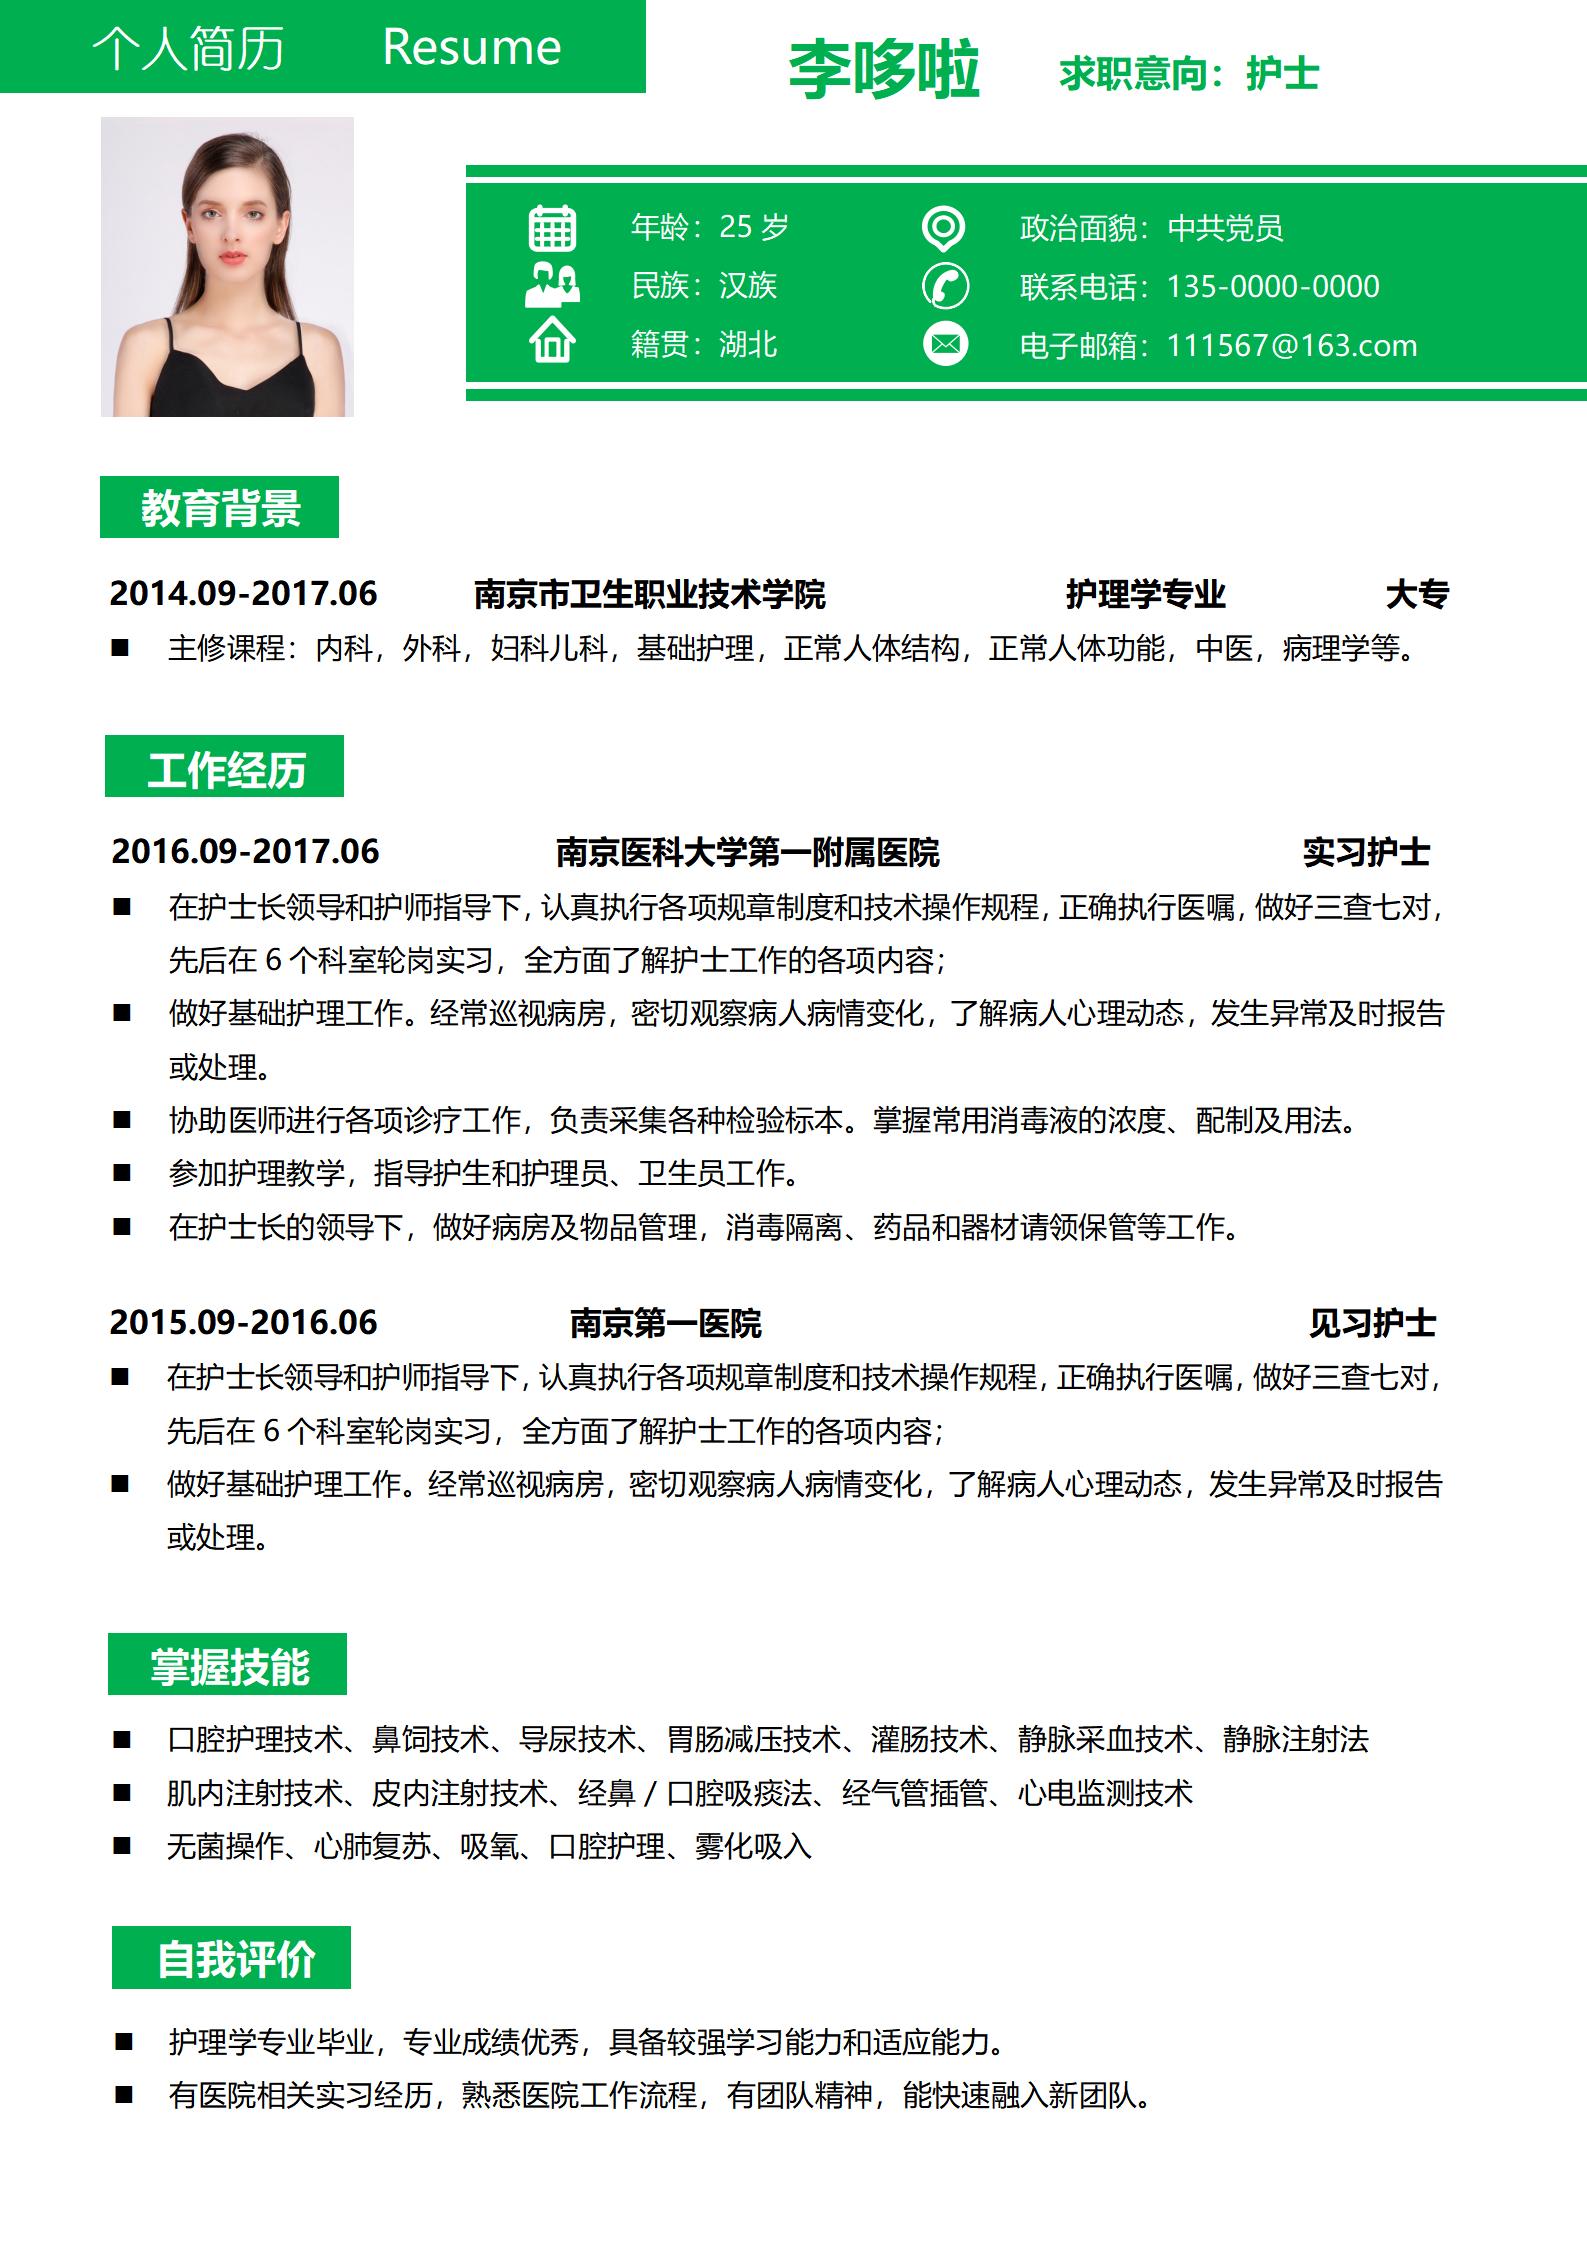 个人简历 Resume
李哆啦 求职意向：护士
年龄：25 岁 政治面貌：中共党员
民族：汉族 联系电话：135-0000-0000
籍贯：湖北 电子邮箱：111567@163.com
教育背景
2014.09-2017.06 南京市卫生职业技术学院 护理学专业 大专
■ 主修课程：内科，外科，妇科儿科，基础护理，正常人体结构，正常人体功能，中医，病理学等。
工作经历
2016.09-2017.06 南京医科大学第一附属医院 实习护士
■ 在护士长领导和护师指导下，认真执行各项规章制度和技术操作规程，正确执行医嘱，做好三查七对，
先后在 6 个科室轮岗实习，全方面了解护士工作的各项内容；
■ 做好基础护理工作。经常巡视病房，密切观察病人病情变化，了解病人心理动态，发生异常及时报告
或处理。
■ 协助医师进行各项诊疗工作，负责采集各种检验标本。掌握常用消毒液的浓度、配制及用法。
■ 参加护理教学，指导护生和护理员、卫生员工作。
■ 在护士长的领导下，做好病房及物品管理，消毒隔离、药品和器材请领保管等工作。
2015.09-2016.06 南京第一医院 见习护士
■ 在护士长领导和护师指导下，认真执行各项规章制度和技术操作规程，正确执行医嘱，做好三查七对，
先后在 6 个科室轮岗实习，全方面了解护士工作的各项内容；
■ 做好基础护理工作。经常巡视病房，密切观察病人病情变化，了解病人心理动态，发生异常及时报告
或处理。
掌握技能
■ 口腔护理技术、鼻饲技术、导尿技术、胃肠减压技术、灌肠技术、静脉采血技术、静脉注射法
■ 肌内注射技术、皮内注射技术、经鼻 / 口腔吸痰法、经气管插管、心电监测技术
■ 无菌操作、心肺复苏、吸氧、口腔护理、雾化吸入
自我评价
■ 护理学专业毕业，专业成绩优秀，具备较强学习能力和适应能力。
■ 有医院相关实习经历，熟悉医院工作流程，有团队精神，能快速融入新团队。